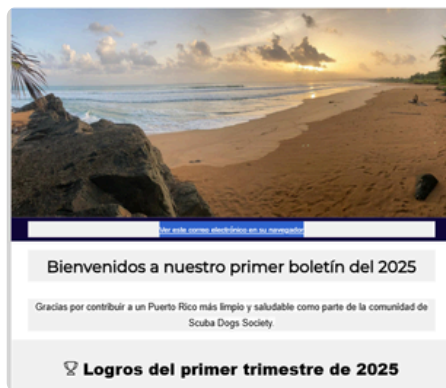 Ver este correo electrónico en su navegador
Bienvenidos a nuestro primer boletín del 2025
Gracias por contribuir a un Puerto Rico más limpio y saludable como parte de la comunidad de
Scuba Dogs Society.
Logros del primer trimestre de 2025